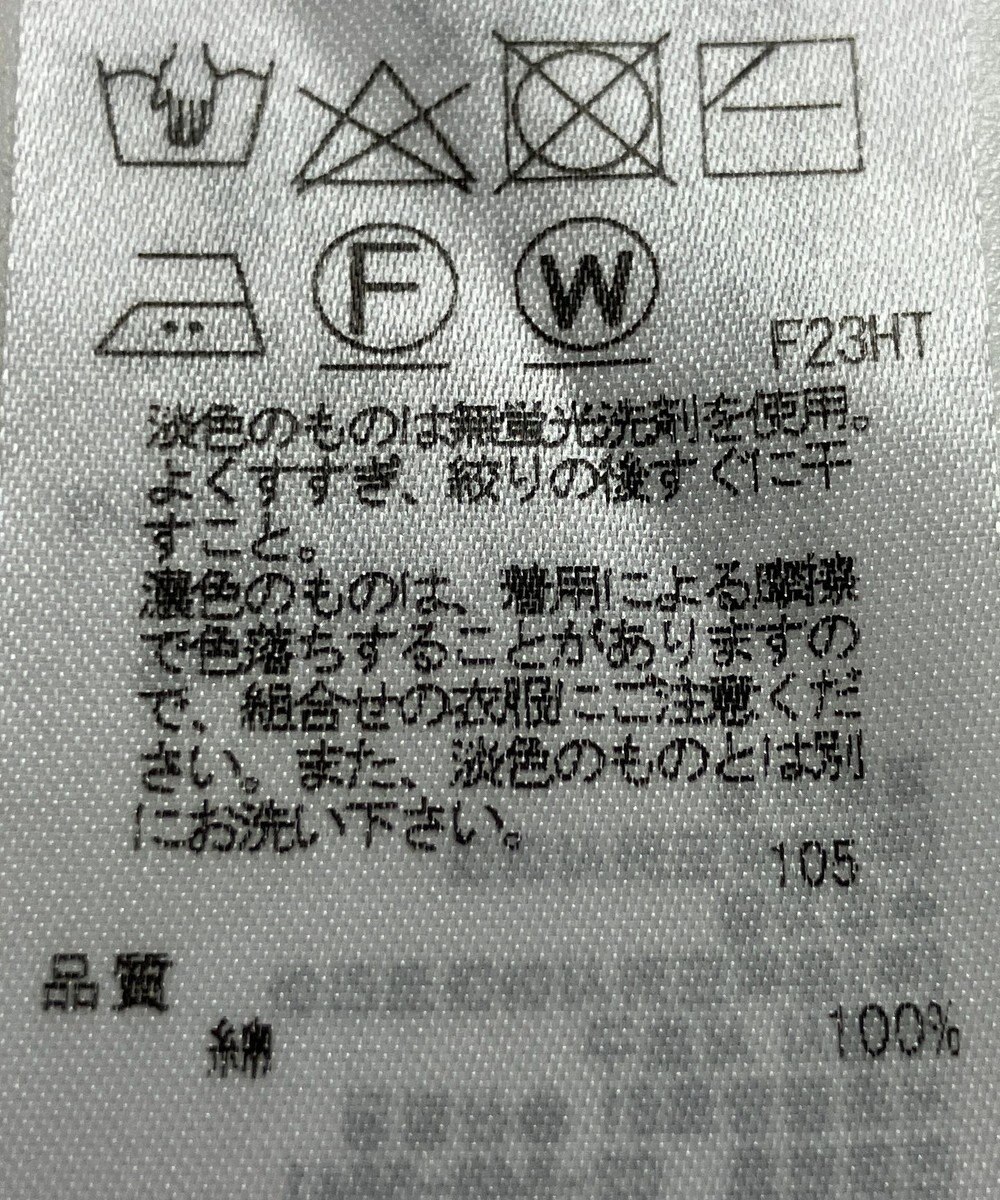 F
W
F23HT
淡色のものは無蛍光洗剤を使用。
よくすすぎ、絞りの後すぐに干
すこと。
濃色のものは、着用による摩擦
で色落ちすることがありますの
で、組合せの衣服にご注意くだ
さい。また、淡色のものとは別
にお洗い下さい。
105
品質
綿 100%